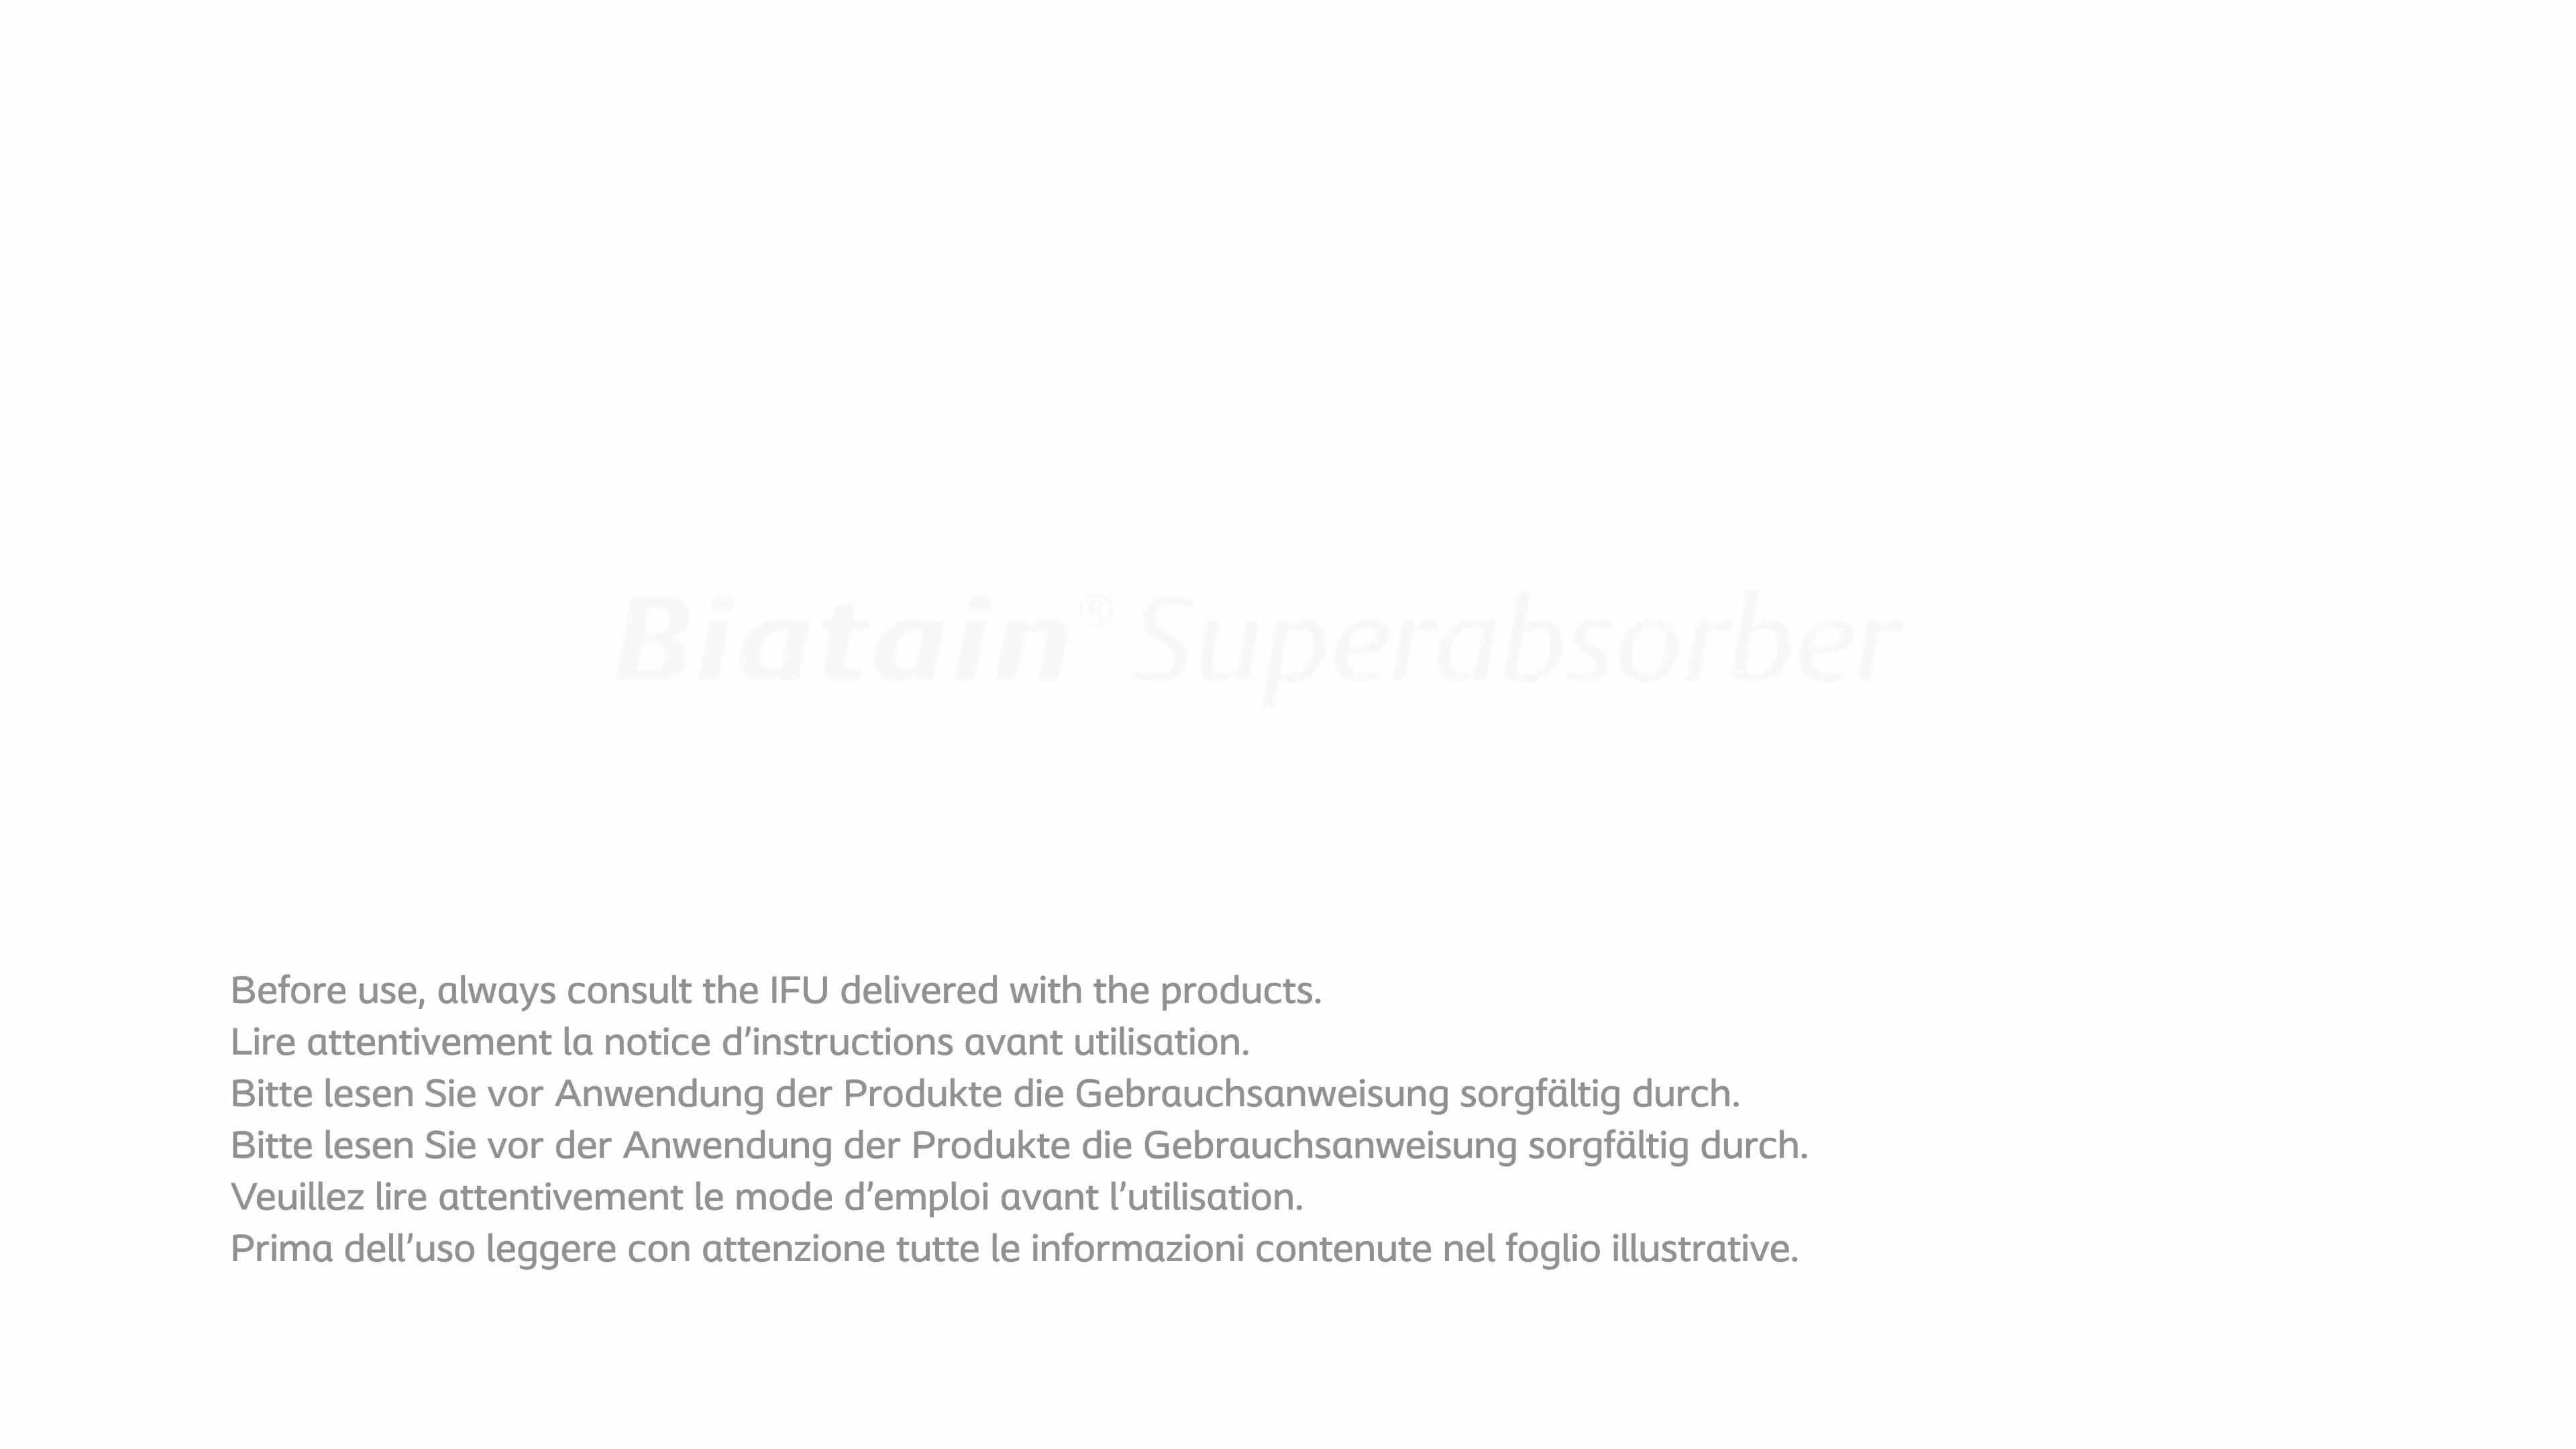 Biatain® Superabsorber
Before use, always consult the IFU delivered with the products.
Lire attentivement la notice d’instructions avant utilisation.
Bitte lesen Sie vor Anwendung der Produkte die Gebrauchsanweisung sorgfältig durch.
Bitte lesen Sie vor der Anwendung der Produkte die Gebrauchsanweisung sorgfältig durch.
Veuillez lire attentivement le mode d’emploi avant l’utilisation.
Prima dell’uso leggere con attenzione tutte le informazioni contenute nel foglio illustrative.